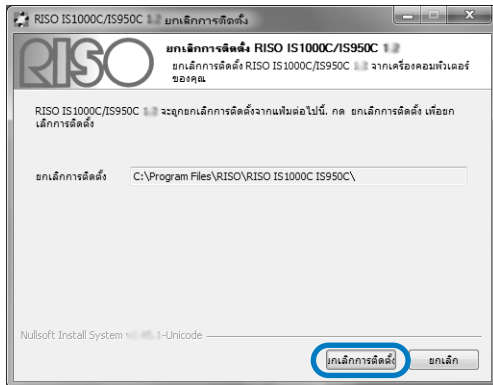 RISO IS1000C/IS950C ยกเลิกการติดตั้ง
RISO
ยกเลิกการติดตั้ง RISO IS1000C/IS950C
ยกเลิกการติดตั้ง RISO IS1000C/IS950C จากเครื่องคอมพิวเตอร์
ของคุณ
RISO IS1000C/IS950C จะถูกยกเลิกการติดตั้งจากแฟ้มต่อไปนี้. กด ยกเลิกการติดตั้ง เพื่อยก
เลิกการติดตั้ง
ยกเลิกการติดตั้ง C:\Program Files\RISO\RISO IS1000C IS950C\
Nullsoft Install System -Unicode
ยกเลิกการติดตั้ง ยกเลิก